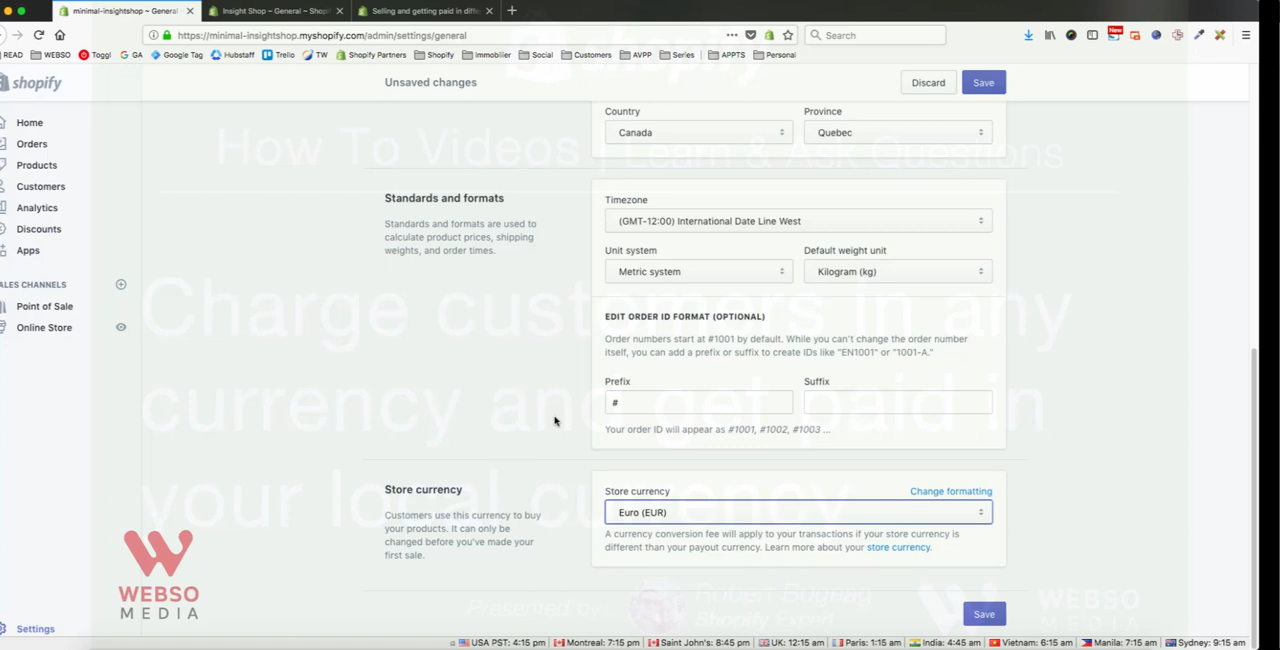 minimal-insightshop ~ General ~
Insight Shop ~ General ~ Shopi
Selling and getting paid in diffe
https://minimal-insightshop.myshopify.com/admin/settings/general
Search
READ WEBSO Toggl GA Google Tag Hubstaff Trello TW Shopify Partners Shopify Immobilier Social Customers AVPP Series APPTS Personal
New
shopify
Unsaved changes
Discard
Save
How To Videos | Learn & Ask Questions
Charge customers in any
currency and get paid in
your local currency
Home
Orders
Products
Customers
Analytics
Discounts
Apps
SALES CHANNELS
Point of Sale
Online Store
Settings
Country
Province
Canada
Quebec
Standards and formats
Standards and formats are used to
calculate product prices, shipping
weights, and order times.
Timezone
(GMT-12:00) International Date Line West
Unit system
Default weight unit
Metric system
Kilogram (kg)
EDIT ORDER ID FORMAT (OPTIONAL)
Order numbers start at #1001 by default. While you can't change the order number
itself, you can add a prefix or suffix to create IDs like "EN1001" or "1001-A."
Prefix
Suffix
#
Your order ID will appear as #1001, #1002, #1003 ...
Store currency
Customers use this currency to buy
your products. It can only be
changed before you've made your
first sale.
Store currency
Change formatting
Euro (EUR)
A currency conversion fee will apply to your transactions if your store currency is
different than your payout currency. Learn more about your store currency.
Presented
Shopify Expert
WEBSO
MEDIA
WEBSO
MEDIA
Save
USA PST: 4:15 pm Montreal: 7:15 pm Saint John's: 8:45 pm UK: 12:15 am Paris: 1:15 am India: 4:45 am Vietnam: 6:15 am Manila: 7:15 am Sydney: 9:15 am